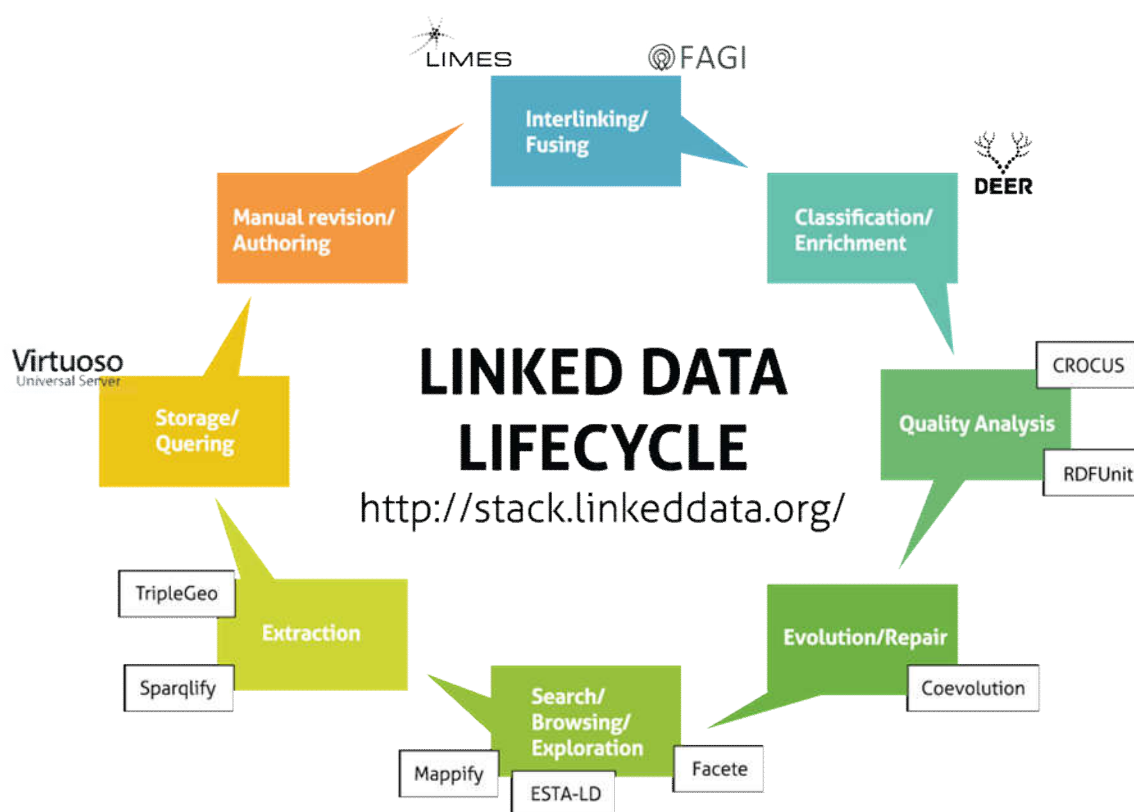 LIMES
FAGI
Interlinking/
Fusing
DEER
Manual revision/
Authoring
Classification/
Enrichment
Virtuoso
Universal Server
LINKED DATA
LIFECYCLE
http://stack.linkeddata.org/
CROCUS
Quality Analysis
RDFUnit
Storage/
Quering
TripleGeo
Extraction
Sparqlify
Evolution/Repair
Coevolution
Search/
Browsing/
Exploration
Mappify
ESTA-LD
Facete